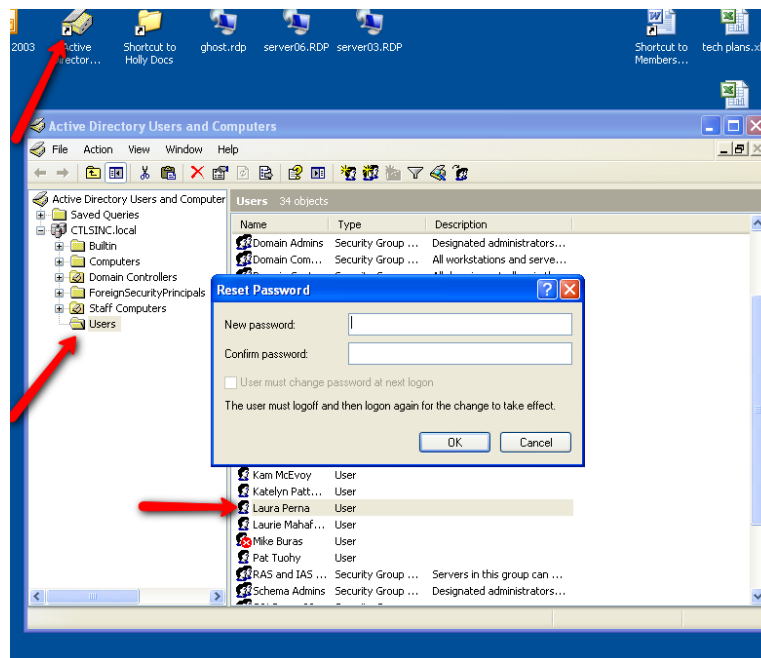 2003 Active Director... Shortcut to Holly Docs ghost.rdp server06.RDP server03.RDP Shortcut to Members... tech plans.xl
Active Directory Users and Computers
File Action View Window Help
Active Directory Users and Computer
Saved Queries
CTLSINC.local
Builtin
Computers
Domain Controllers
ForeignSecurityPrincipals
Staff Computers
Users
Users 34 objects
Name Type Description
Domain Admins Security Group ... Designated administrators...
Domain Com... Security Group ... All workstations and serve...
Reset Password
New password:
Confirm password:
User must change password at next logon
The user must logoff and then logon again for the change to take effect.
OK Cancel
Kam McEvoy User
Katelyn Patt... User
Laura Perna User
Laurie Mahaf... User
Mike Buras User
Pat Tuohy User
RAS and IAS ... Security Group ... Servers in this group can ...
Schema Admins Security Group ... Designated administrators...